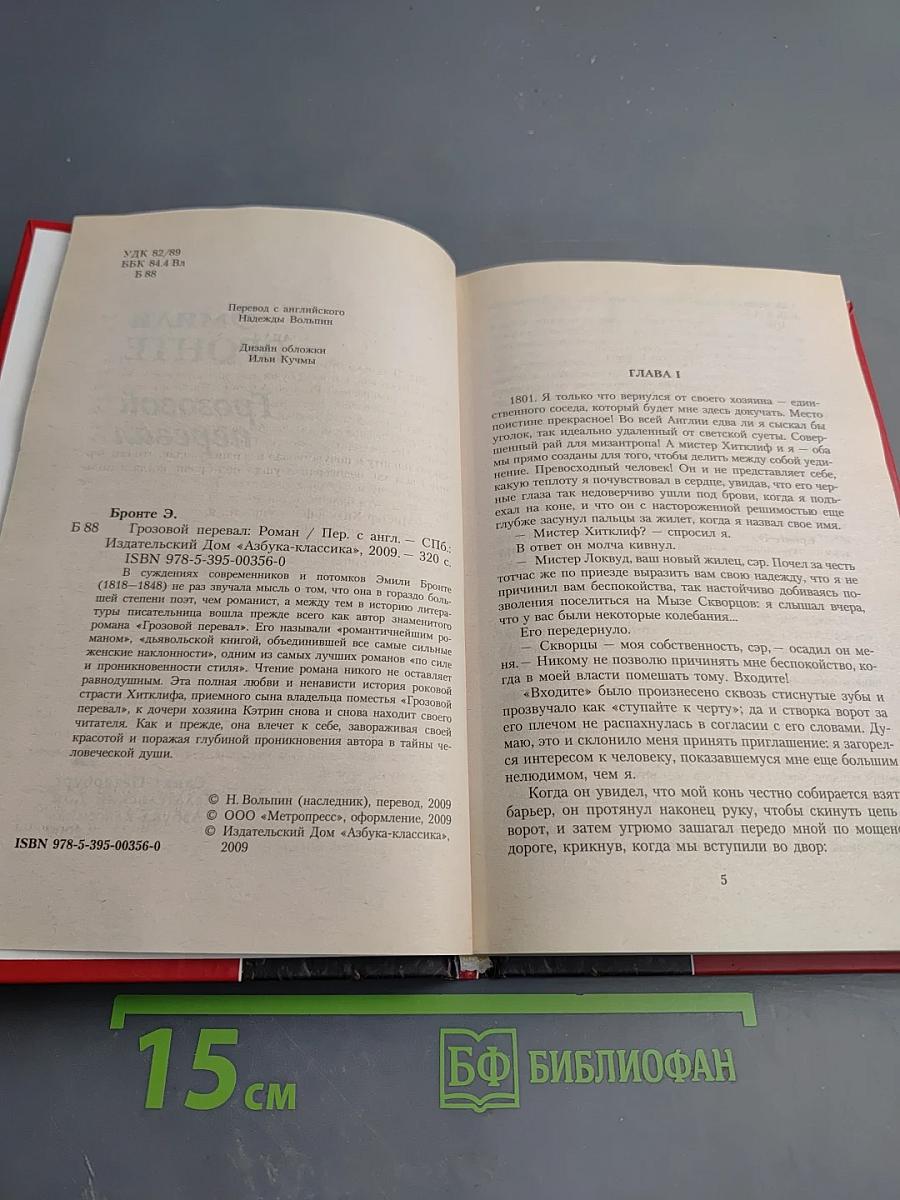 УДК 82/89
ББК 84.4 Вл
Б 88
Перевод с английского
Надежды Вольпин
Дизайн обложки
Ильи Кучмы
Бронте Э.
Б 88 Грозовой перевал: Роман / Пер. с англ. — СПб.:
Издательский Дом «Азбука-классика», 2009. — 320 с.
ISBN 978-5-395-00356-0
В суждениях современников и потомков Эмили Бронте
(1818—1848) не раз звучала мысль о том, что она в гораздо боль-
шей степени поэт, чем романист, а между тем в историю литера-
туры писательница вошла прежде всего как автор знаменитого
романа «Грозовой перевал». Его называли «романтичнейшим ро-
маном», «дьявольской книгой, объединившей все самые сильные
женские наклонности», одним из самых лучших романов «по силе
и проникновенности стиля». Чтение романа никого не оставляет
равнодушным. Эта полная любви и ненависти история роковой
страсти Хитклифа, приемного сына владельца поместья «Грозовой
перевал», к дочери хозяина Кэтрин снова и снова находит своего
читателя. Как и прежде, она влечет к себе, завораживая своей
красотой и поражая глубиной проникновения автора в тайны че-
ловеческой души.
© Н. Вольпин (наследник), перевод, 2009
© ООО «Метропресс», оформление, 2009
© Издательский Дом «Азбука-классика»,
2009
ISBN 978-5-395-00356-0
ГЛАВА I
1801. Я только что вернулся от своего хозяина — един-
ственного соседа, который будет мне здесь докучать. Место
поистине прекрасное! Во всей Англии едва ли я сыскал бы
уголок, так идеально удаленный от светской суеты. Совер-
шенный рай для мизантропа! А мистер Хитклиф и я — оба
мы прямо созданы для того, чтобы делить между собой уеди-
нение. Превосходный человек! Он и не представляет себе,
какую теплоту я почувствовал в сердце, увидав, что его чер-
ные глаза так недоверчиво ушли под брови, когда я подъ-
ехал на коне, и что он с настороженной решимостью еще
глубже засунул пальцы за жилет, когда я назвал свое имя.
— Мистер Хитклиф? — спросил я.
В ответ он молча кивнул.
— Мистер Локвуд, ваш новый жилец, сэр. Почел за честь
тотчас же по приезде выразить вам свою надежду, что я не
причинил вам беспокойства, так настойчиво добиваясь по-
зволения поселиться на Мызе Скворцов: я слышал вчера,
что у вас были некоторые колебания...
Его передернуло.
— Скворцы — моя собственность, сэр, — осадил он ме-
ня. — Никому не позволю причинять мне беспокойство, ко-
гда в моей власти помешать тому. Входите!
«Входите» было произнесено сквозь стиснутые зубы и
прозвучало как «ступайте к черту»; да и створка ворот за
его плечом не распахнулась в согласии с его словами. Ду-
маю, это и склонило меня принять приглашение: я загорел-
ся интересом к человеку, показавшемуся мне еще большим
нелюдимом, чем я.
Когда он увидел, что мой конь честно собирается взят
барьер, он протянул наконец руку, чтобы скинуть цепь
ворот, и затем угрюмо зашагал передо мной по мощен
дороге, крикнув, когда мы вступили во двор:
5
15 см
БФ БИБЛИОФАН